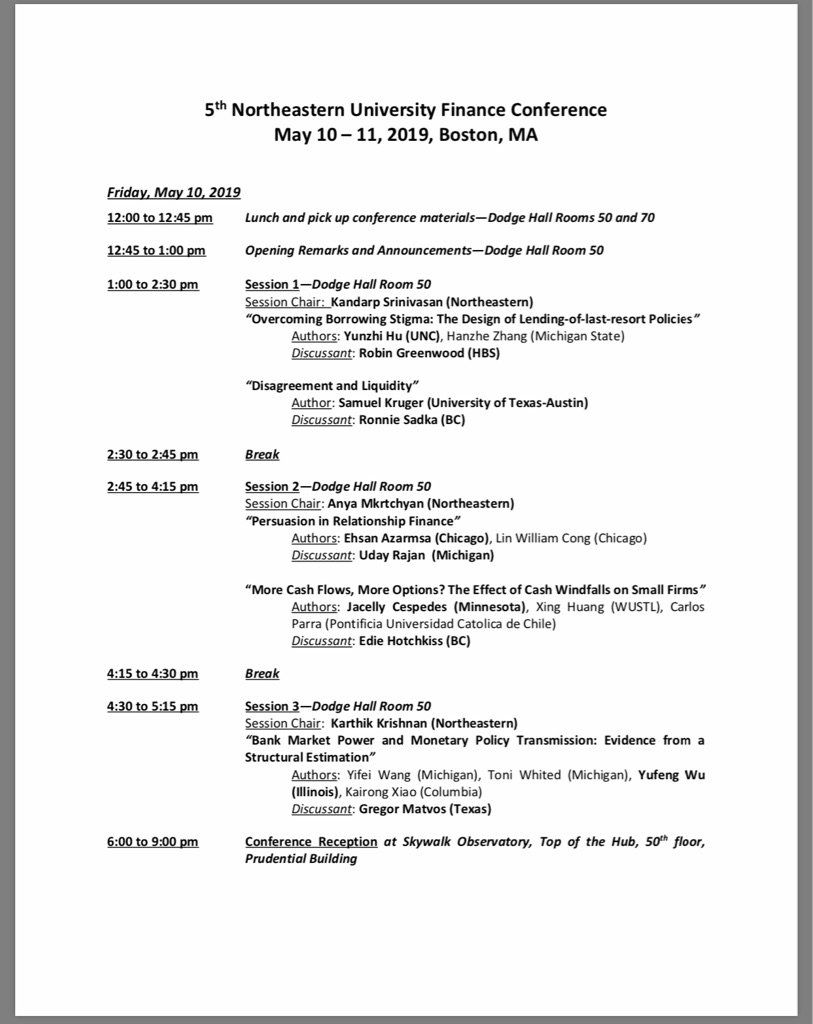 5th Northeastern University Finance Conference
May 10 – 11, 2019, Boston, MA
Friday, May 10, 2019
12:00 to 12:45 pm Lunch and pick up conference materials—Dodge Hall Rooms 50 and 70
12:45 to 1:00 pm Opening Remarks and Announcements—Dodge Hall Room 50
1:00 to 2:30 pm Session 1—Dodge Hall Room 50
Session Chair: Kandarp Srinivasan (Northeastern)
“Overcoming Borrowing Stigma: The Design of Lending-of-last-resort Policies”
Authors: Yunzhi Hu (UNC), Hanzhe Zhang (Michigan State)
Discussant: Robin Greenwood (HBS)
“Disagreement and Liquidity”
Author: Samuel Kruger (University of Texas-Austin)
Discussant: Ronnie Sadka (BC)
2:30 to 2:45 pm Break
2:45 to 4:15 pm Session 2—Dodge Hall Room 50
Session Chair: Anya Mkrtchyan (Northeastern)
“Persuasion in Relationship Finance”
Authors: Ehsan Azarmsa (Chicago), Lin William Cong (Chicago)
Discussant: Uday Rajan (Michigan)
“More Cash Flows, More Options? The Effect of Cash Windfalls on Small Firms”
Authors: Jacelly Cespedes (Minnesota), Xing Huang (WUSTL), Carlos
Parra (Pontificia Universidad Catolica de Chile)
Discussant: Edie Hotchkiss (BC)
4:15 to 4:30 pm Break
4:30 to 5:15 pm Session 3—Dodge Hall Room 50
Session Chair: Karthik Krishnan (Northeastern)
“Bank Market Power and Monetary Policy Transmission: Evidence from a
Structural Estimation”
Authors: Yifei Wang (Michigan), Toni Whited (Michigan), Yufeng Wu
(Illinois), Kairong Xiao (Columbia)
Discussant: Gregor Matvos (Texas)
6:00 to 9:00 pm Conference Reception at Skywalk Observatory, Top of the Hub, 50th floor,
Prudential Building